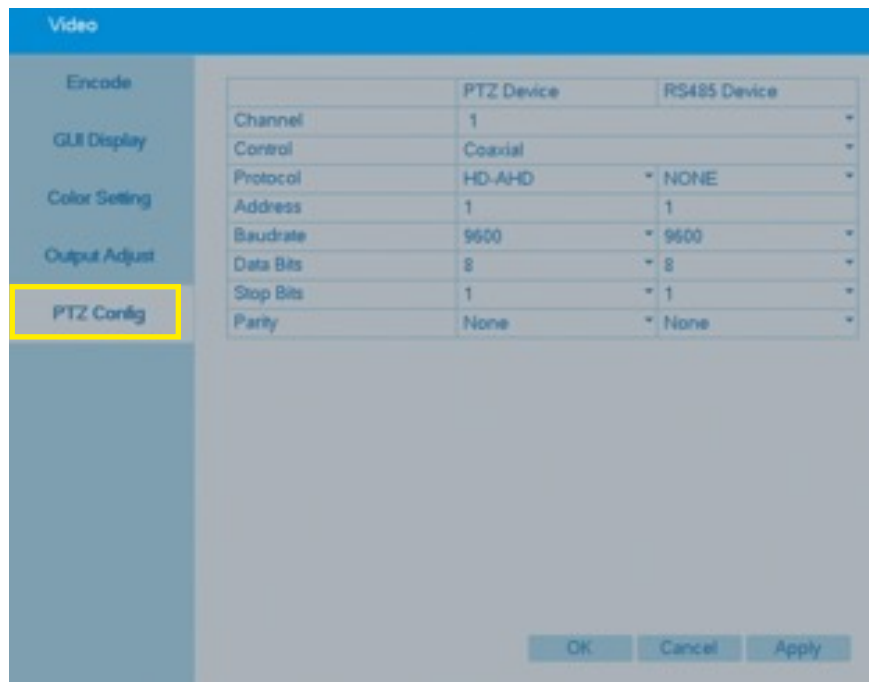 Video
Encode
GUI Display
Color Setting
Output Adjust
PTZ Config
PTZ Device RS485 Device
Channel 1
Control Coaxial
Protocol HD-AHD NONE
Address 1 1
Baudrate 9600 9600
Data Bits 8 8
Stop Bits 1 1
Parity None None
OK Cancel Apply